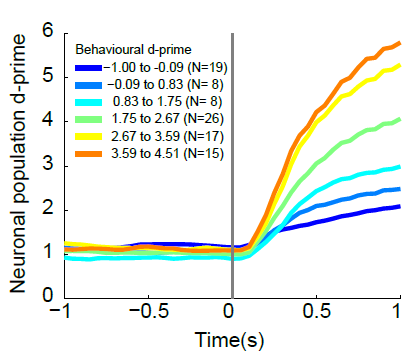 Neuronal population d-prime
6
5
4
3
2
1
0
Behavioural d-prime
−1.00 to -0.09 (N=19)
−0.09 to 0.83 (N= 8)
0.83 to 1.75 (N= 8)
1.75 to 2.67 (N=26)
2.67 to 3.59 (N=17)
3.59 to 4.51 (N=15)
−1 −0.5 0 0.5 1
Time(s)